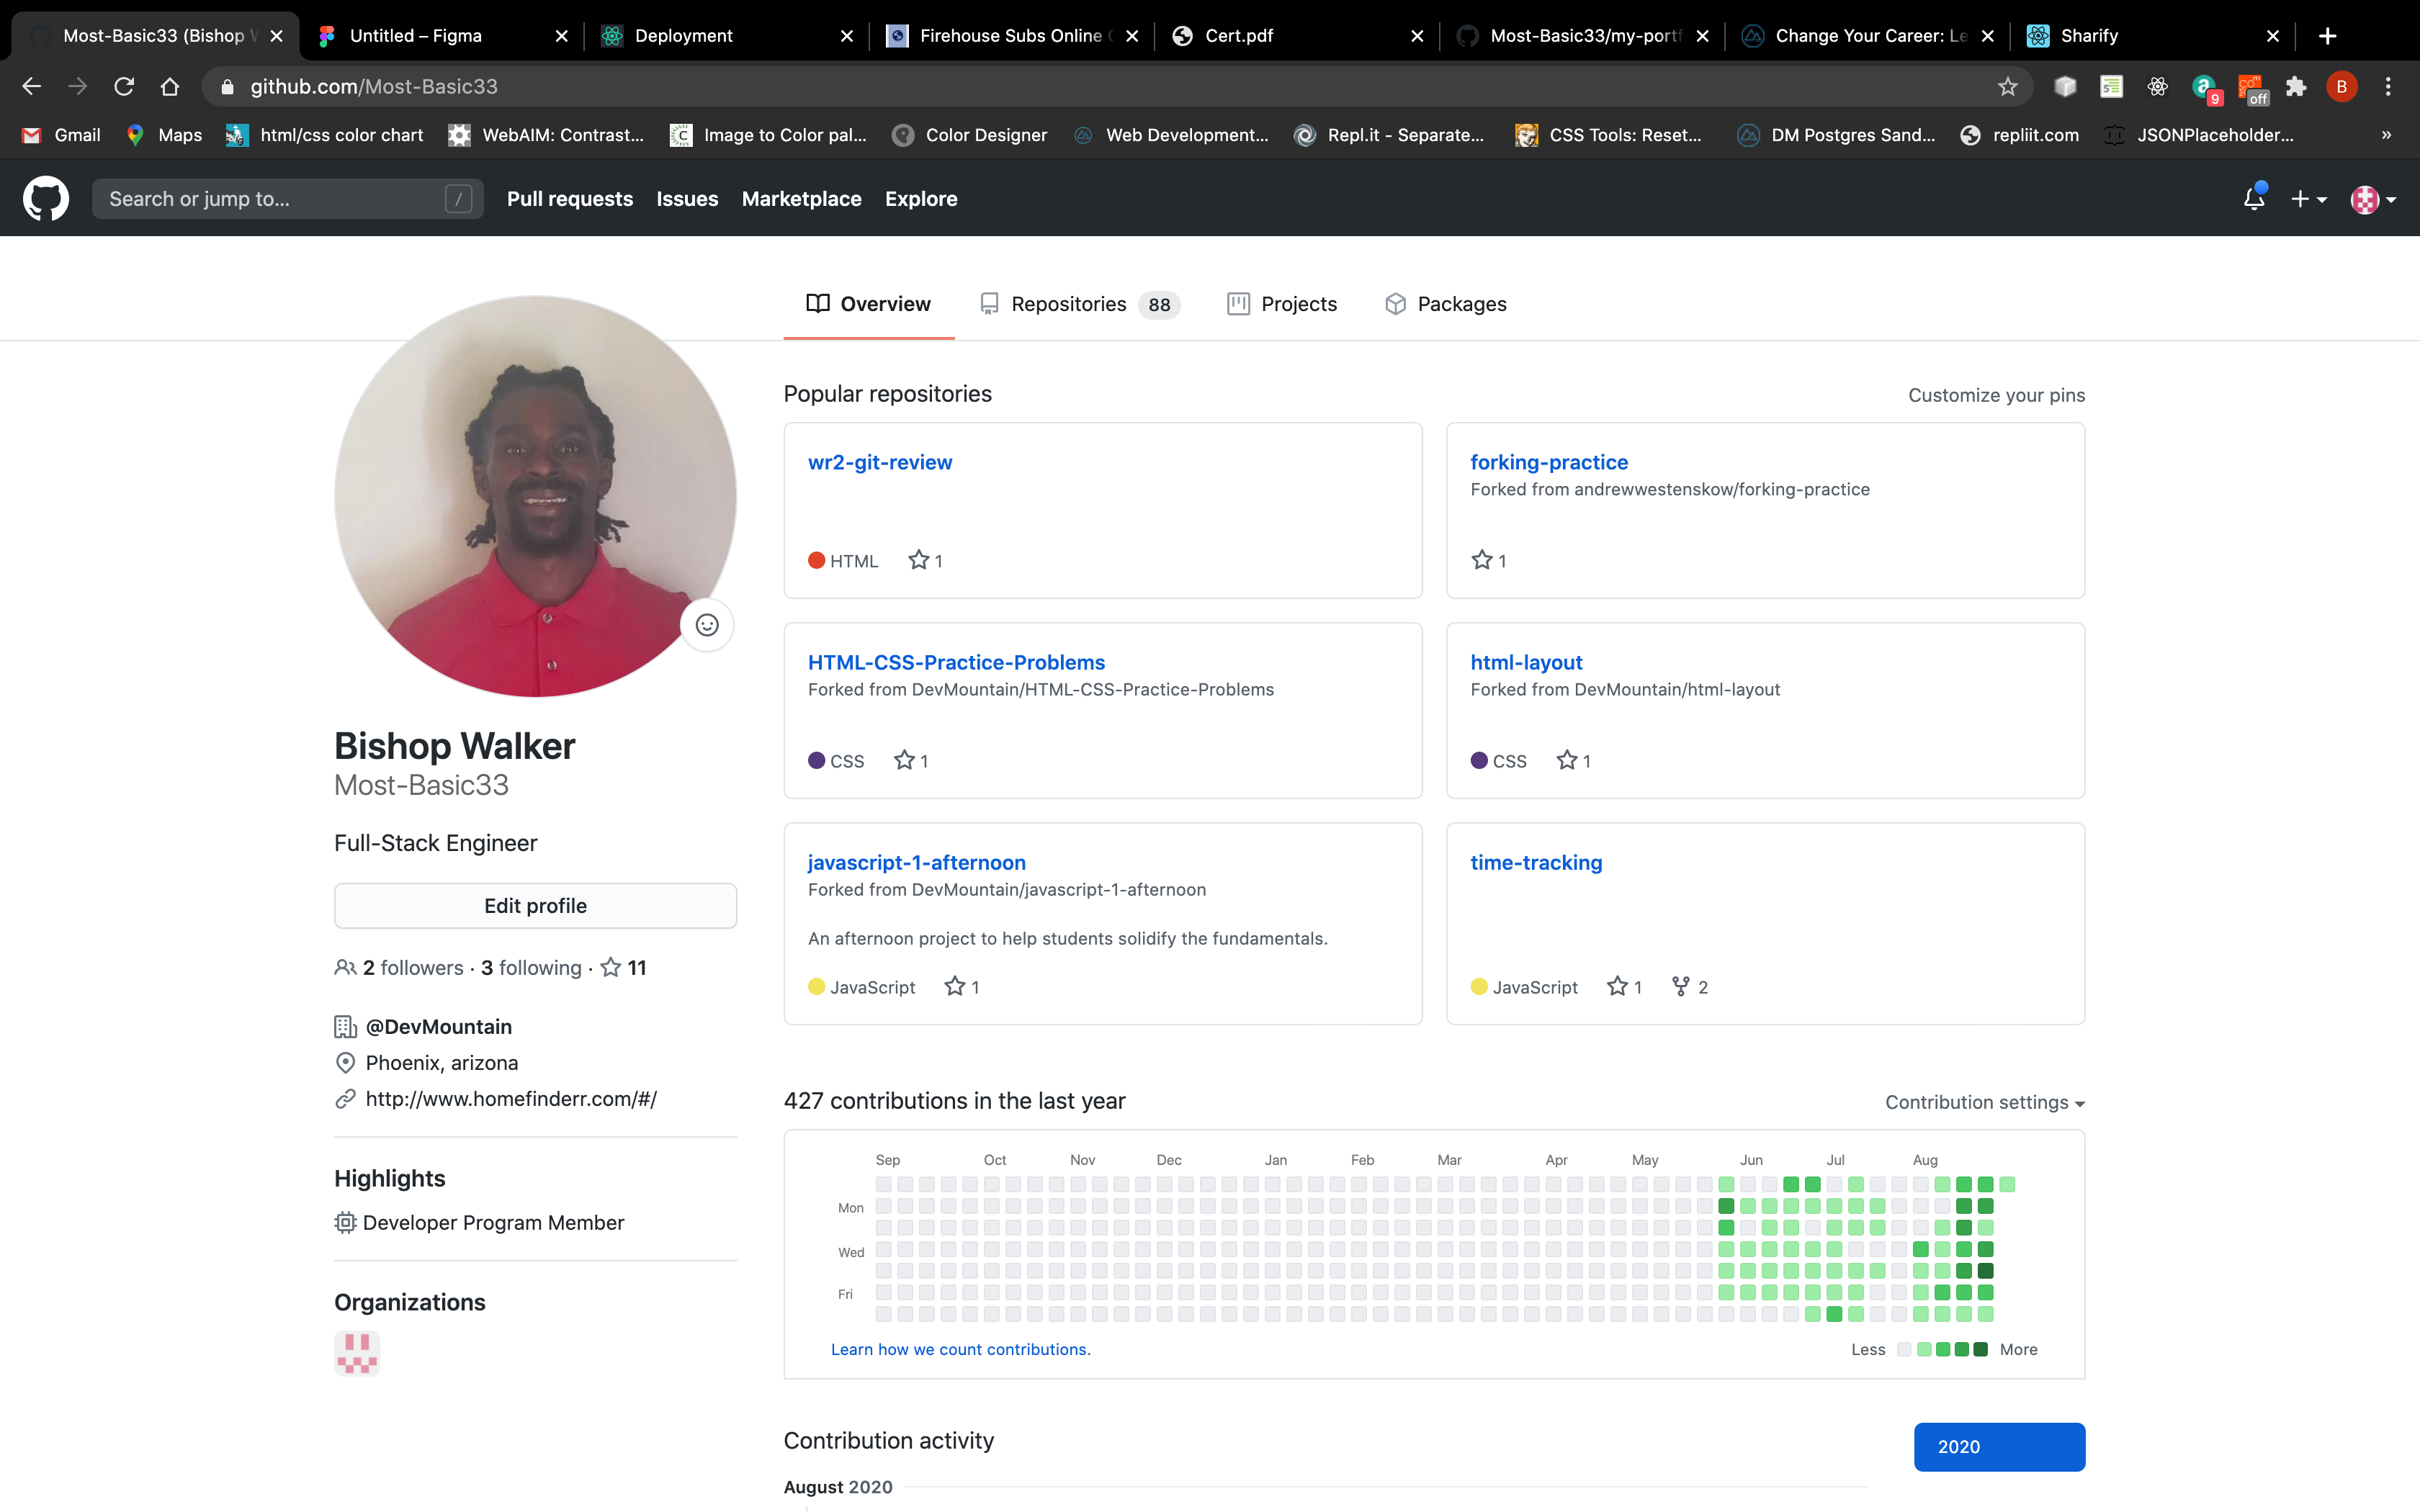 Most-Basic33 (Bishop
Untitled – Figma
Deployment
Firehouse Subs Online
Cert.pdf
Most-Basic33/my-portf
Change Your Career: Le
Sharify
github.com/Most-Basic33
9
off
B
Gmail
Maps
html/css color chart
WebAIM: Contrast...
Image to Color pal...
Color Designer
Web Development...
Repl.it - Separate...
CSS Tools: Reset...
DM Postgres Sand...
repliit.com
JSONPlaceholder...
»
Search or jump to...
/
Pull requests
Issues
Marketplace
Explore
Overview
Repositories 88
Projects
Packages
Popular repositories
Customize your pins
wr2-git-review
HTML 1
forking-practice
Forked from andrewwestenskow/forking-practice
1
HTML-CSS-Practice-Problems
Forked from DevMountain/HTML-CSS-Practice-Problems
CSS 1
html-layout
Forked from DevMountain/html-layout
CSS 1
javascript-1-afternoon
Forked from DevMountain/javascript-1-afternoon
An afternoon project to help students solidify the fundamentals.
JavaScript 1
time-tracking
JavaScript 1 2
Bishop Walker
Most-Basic33
Full-Stack Engineer
Edit profile
2 followers · 3 following · 11
@DevMountain
Phoenix, arizona
http://www.homefinderr.com/#/
Highlights
Developer Program Member
Organizations
427 contributions in the last year
Contribution settings
Sep Oct Nov Dec Jan Feb Mar Apr May Jun Jul Aug
Mon
Wed
Fri
Learn how we count contributions.
Less More
Contribution activity
2020
August 2020